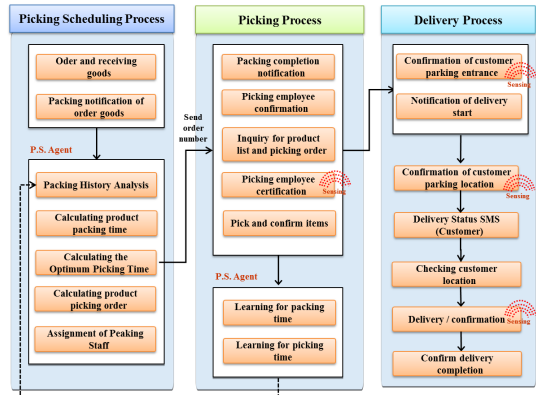 Picking Scheduling Process
Oder and receiving
goods
Packing notification of
order goods
P.S. Agent
Packing History Analysis
Calculating product
packing time
Calculating the
Optimum Picking Time
Calculating product
picking order
Assignment of Peaking
Staff
Send
order
number
Picking Process
Packing completion
notification
Picking employee
confirmation
Inquiry for product
list and picking order
Picking employee
certification
Sensing
Pick and confirm items
P.S. Agent
Learning for packing
time
Learning for picking
time
Delivery Process
Confirmation of customer
parking entrance
Sensing
Notification of delivery
start
Confirmation of customer
parking location
Sensing
Delivery Status SMS
(Customer)
Checking customer
location
Delivery / confirmation
Sensing
Confirm delivery
completion